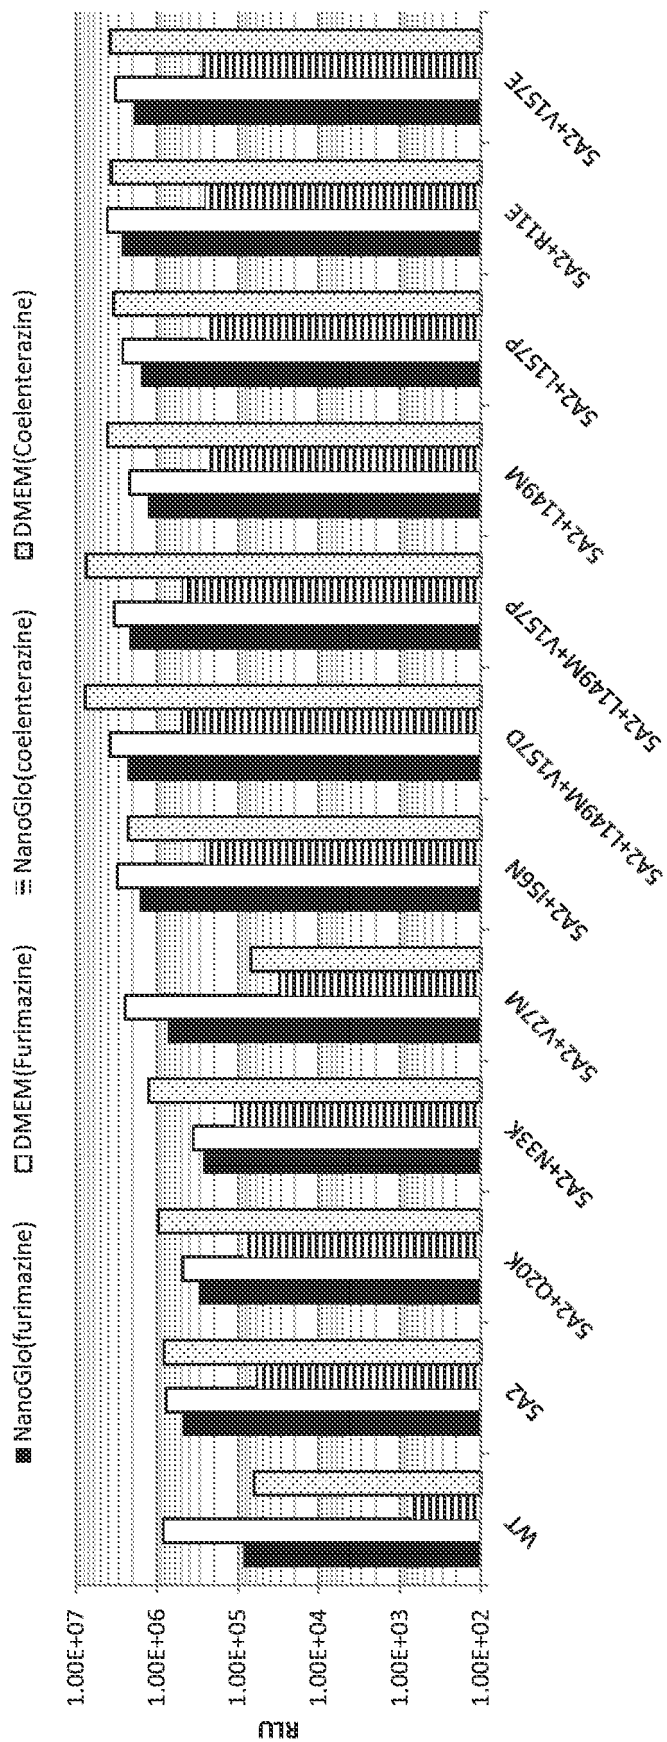 NanoGlo(furimazine)
DMEM(Furimazine)
NanoGlo(coelenterazine)
DMEM(Coelenterazine)
1.00E+07
1.00E+06
1.00E+05
1.00E+04
1.00E+03
1.00E+02
RLU
WT
5A2
5A2+Q20K
5A2+N33K
5A2+V27M
5A2+I56N
5A2+L149M+V157D
5A2+L149M+V157P
5A2+L149M
5A2+L157P
5A2+R11E
5A2+V157E